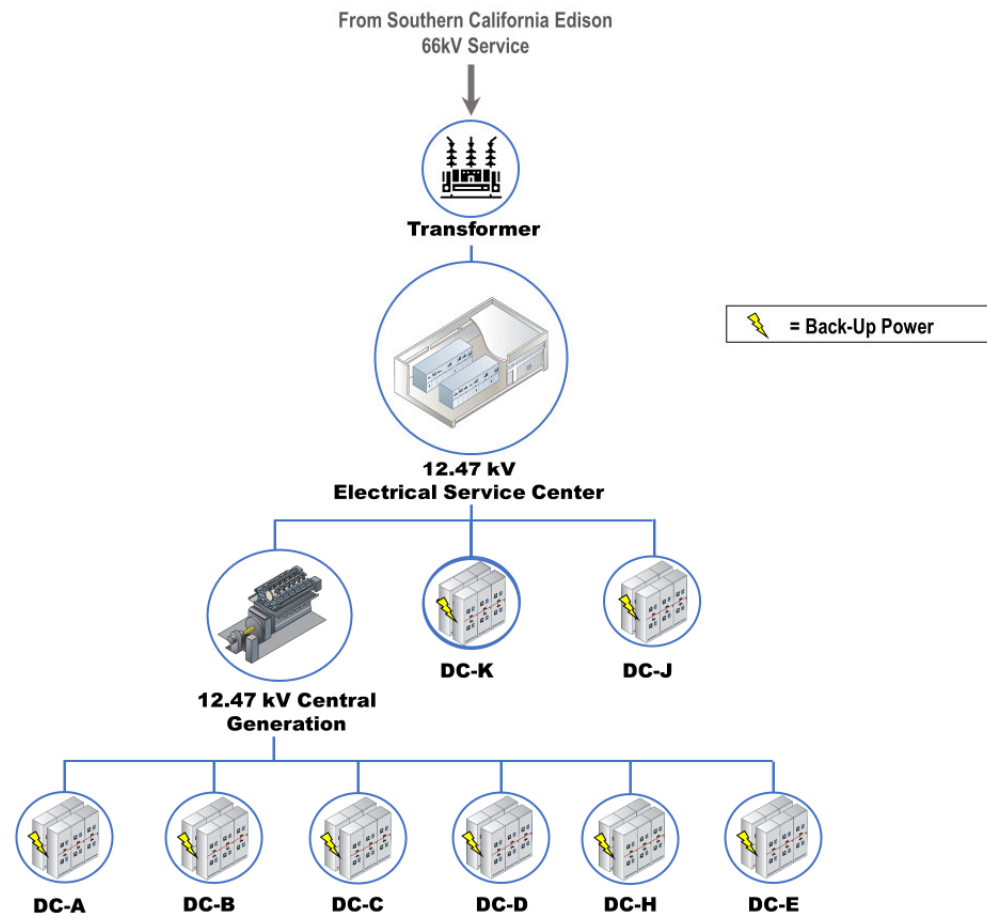 From Southern California Edison
66kV Service
Transformer
= Back-Up Power
12.47 kV
Electrical Service Center
DC-K
DC-J
12.47 kV Central
Generation
DC-A
DC-B
DC-C
DC-D
DC-H
DC-E